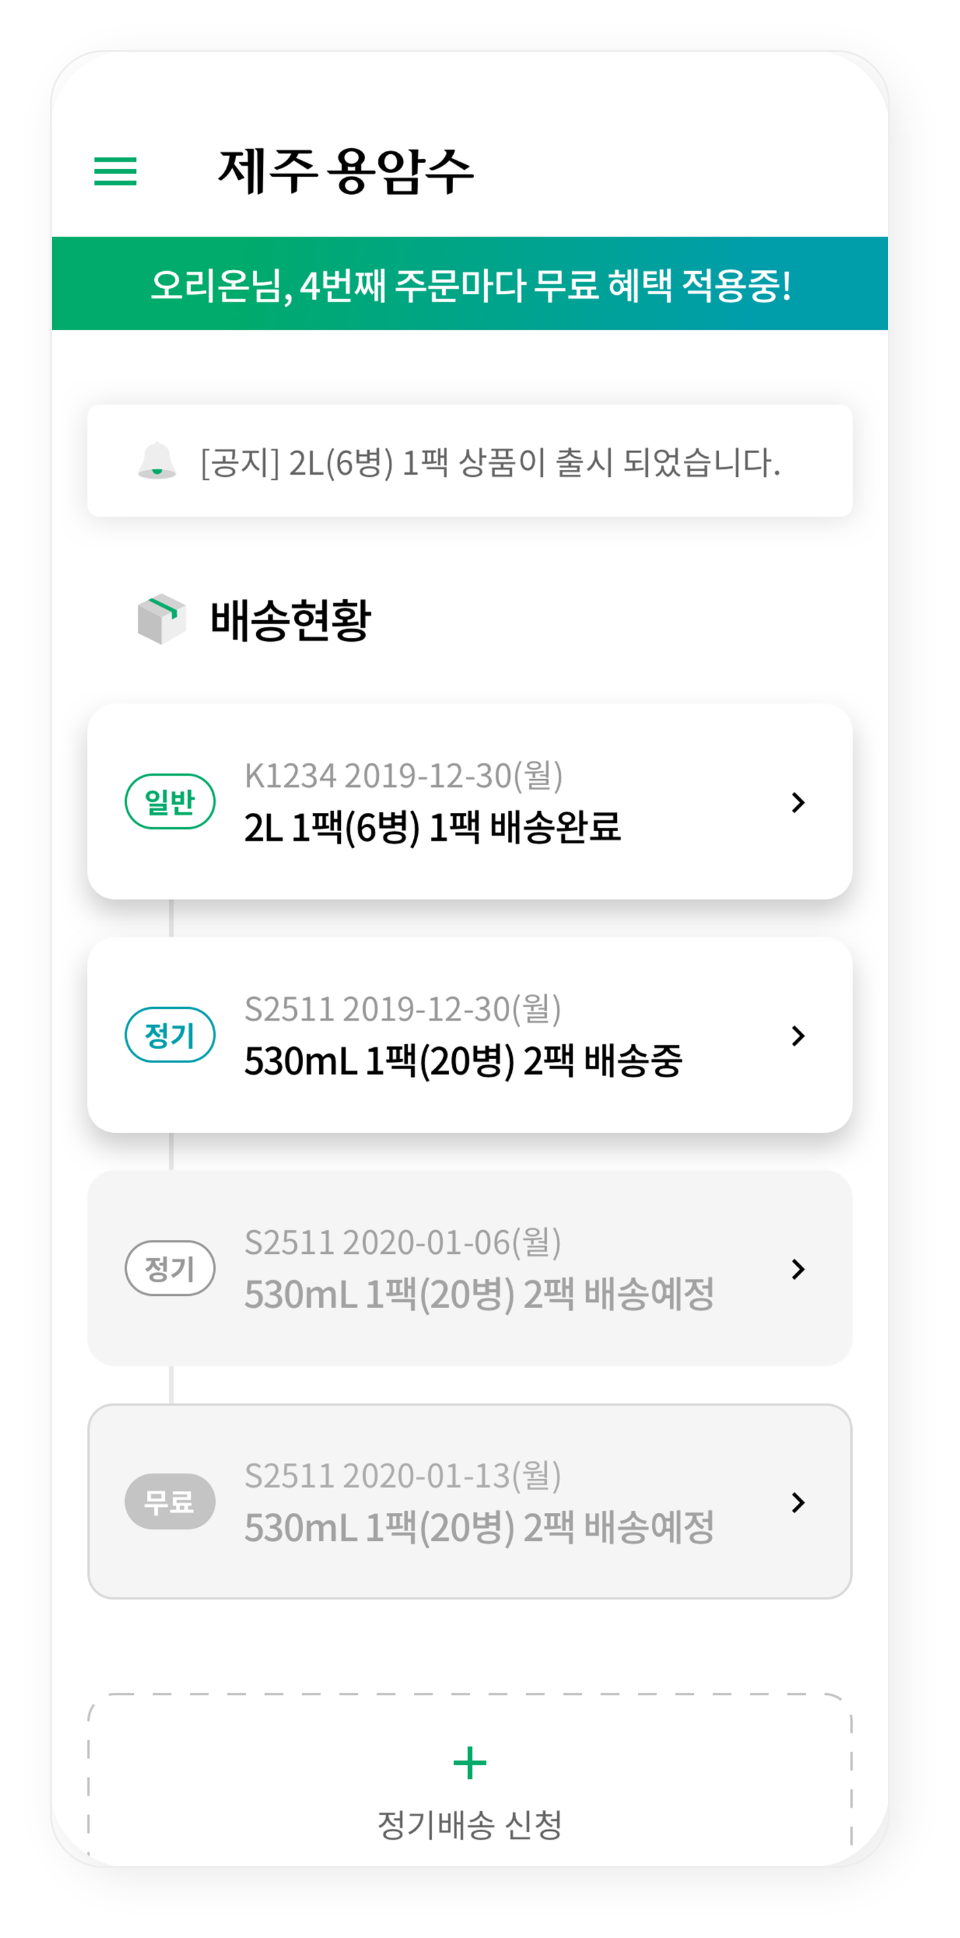 제주 용암수
오리온님, 4번째 주문마다 무료 혜택 적용중!
[공지] 2L(6병) 1팩 상품이 출시 되었습니다.
배송현황
일반
K1234 2019-12-30(월)
2L 1팩(6병) 1팩 배송완료
정기
S2511 2019-12-30(월)
530mL 1팩(20병) 2팩 배송중
정기
S2511 2020-01-06(월)
530mL 1팩(20병) 2팩 배송예정
무료
S2511 2020-01-13(월)
530mL 1팩(20병) 2팩 배송예정
정기배송 신청